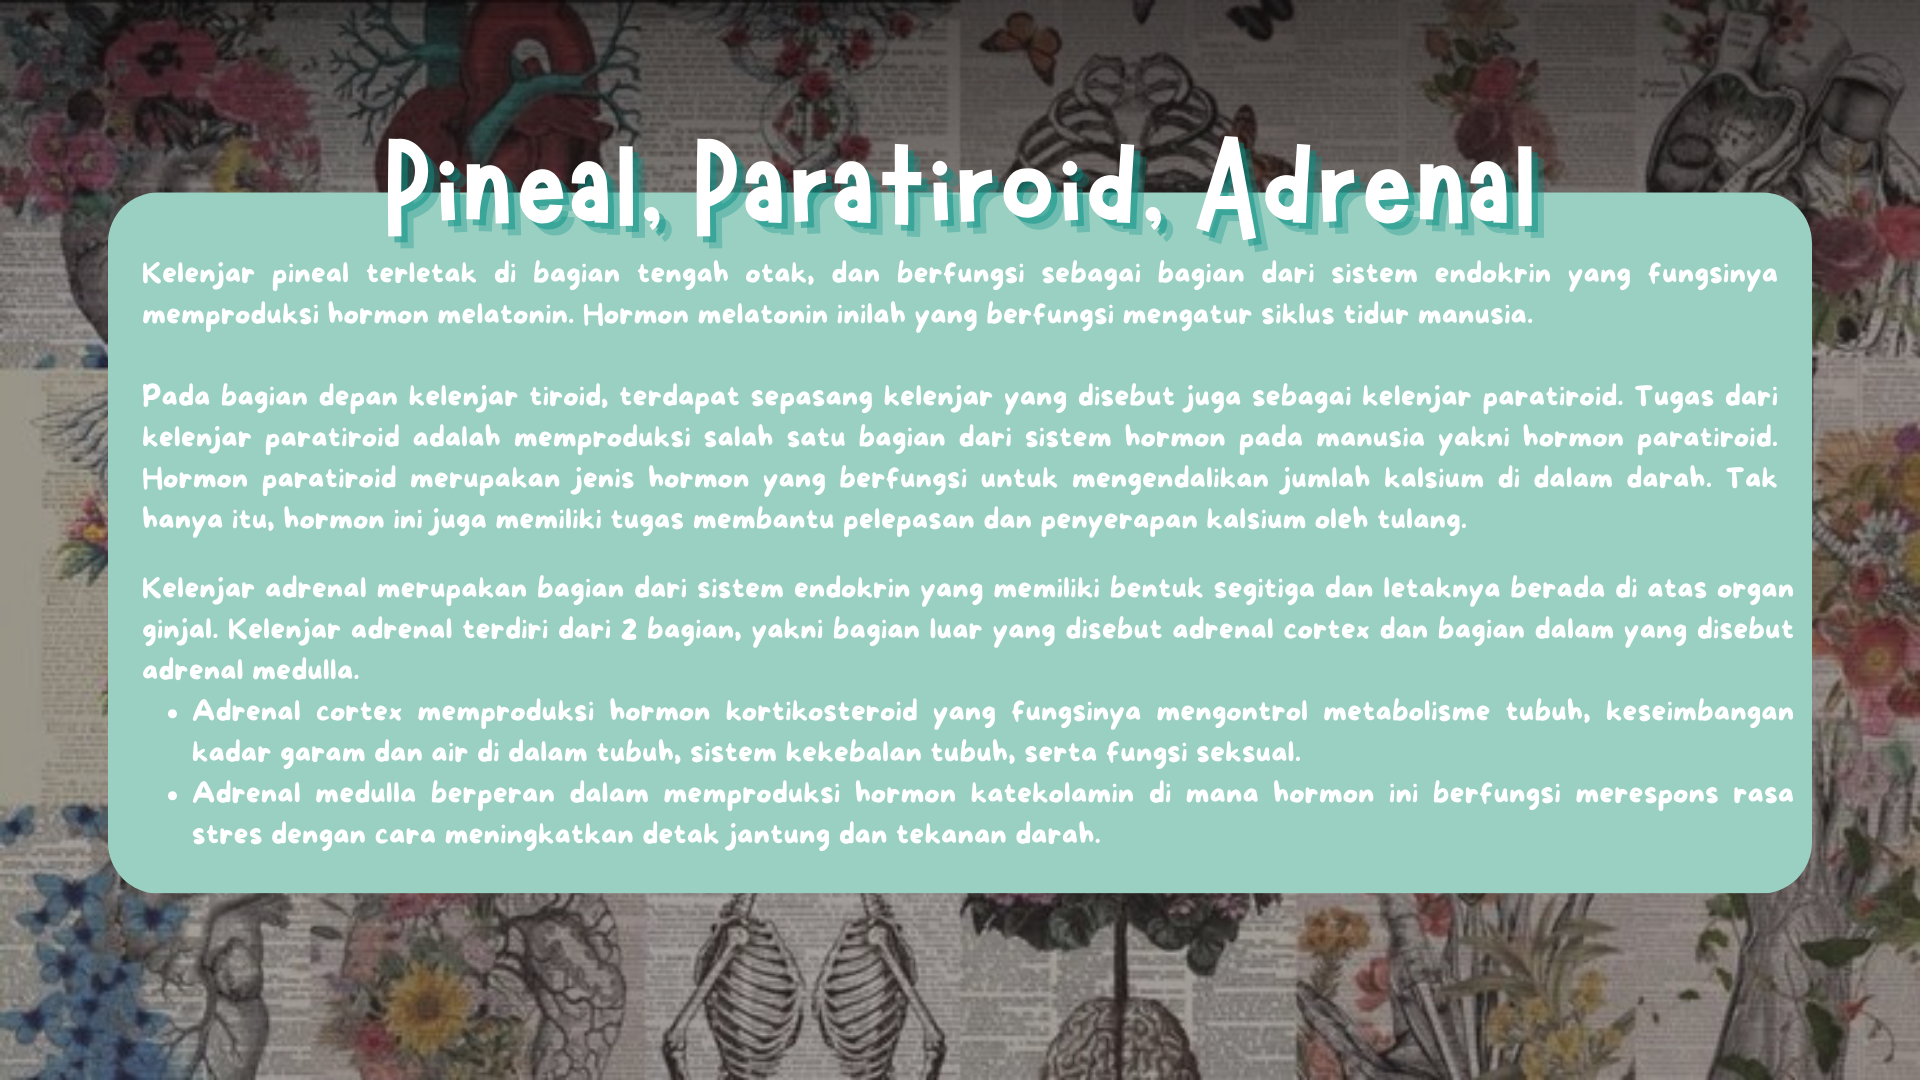 Pineal, Paratiroid, Adrenal
Kelenjar pineal terletak di bagian tengah otak, dan berfungsi sebagai bagian dari sistem endokrin yang fungsinya
memproduksi hormon melatonin. Hormon melatonin inilah yang berfungsi mengatur siklus tidur manusia.
Pada bagian depan kelenjar tiroid, terdapat sepasang kelenjar yang disebut juga sebagai kelenjar paratiroid. Tugas dari
kelenjar paratiroid adalah memproduksi salah satu bagian dari sistem hormon pada manusia yakni hormon paratiroid.
Hormon paratiroid merupakan jenis hormon yang berfungsi untuk mengendalikan jumlah kalsium di dalam darah. Tak
hanya itu, hormon ini juga memiliki tugas membantu pelepasan dan penyerapan kalsium oleh tulang.
Kelenjar adrenal merupakan bagian dari sistem endokrin yang memiliki bentuk segitiga dan letaknya berada di atas organ
ginjal. Kelenjar adrenal terdiri dari 2 bagian, yakni bagian luar yang disebut adrenal cortex dan bagian dalam yang disebut
adrenal medulla.
• Adrenal cortex memproduksi hormon kortikosteroid yang fungsinya mengontrol metabolisme tubuh, keseimbangan
kadar garam dan air di dalam tubuh, sistem kekebalan tubuh, serta fungsi seksual.
• Adrenal medulla berperan dalam memproduksi hormon katekolamin di mana hormon ini berfungsi merespons rasa
stres dengan cara meningkatkan detak jantung dan tekanan darah.